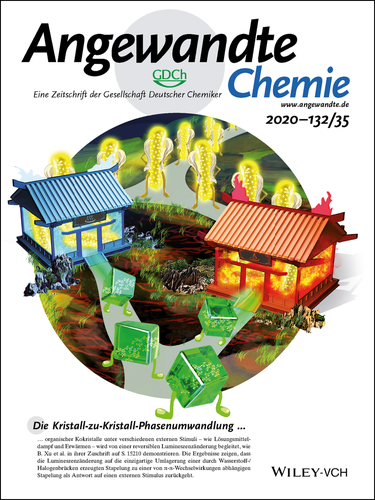 Angewandte
GDCh
Eine Zeitschrift der Gesellschaft Deutscher Chemiker
Chemie
www.angewandte.de
2020–132/35
Die Kristall-zu-Kristall-Phasenumwandlung ...
... organischer Kokristalle unter verschiedenen externen Stimuli – wie Lösungsmittel-
dampf und Erwärmen – wird von einer reversiblen Lumineszenzänderung begleitet, wie
B. Xu et al. in ihrer Zuschrift auf S. 15210 demonstrieren. Die Ergebnisse zeigen, dass
die Lumineszenzänderung auf die einzigartige Umlagerung einer durch Wasserstoff-/
Halogenbrücken erzeugten Stapelung zu einer von π-π-Wechselwirkungen abhängigen
Stapelung als Antwort auf einen externen Stimulus zurückgeht.
WILEY-VCH